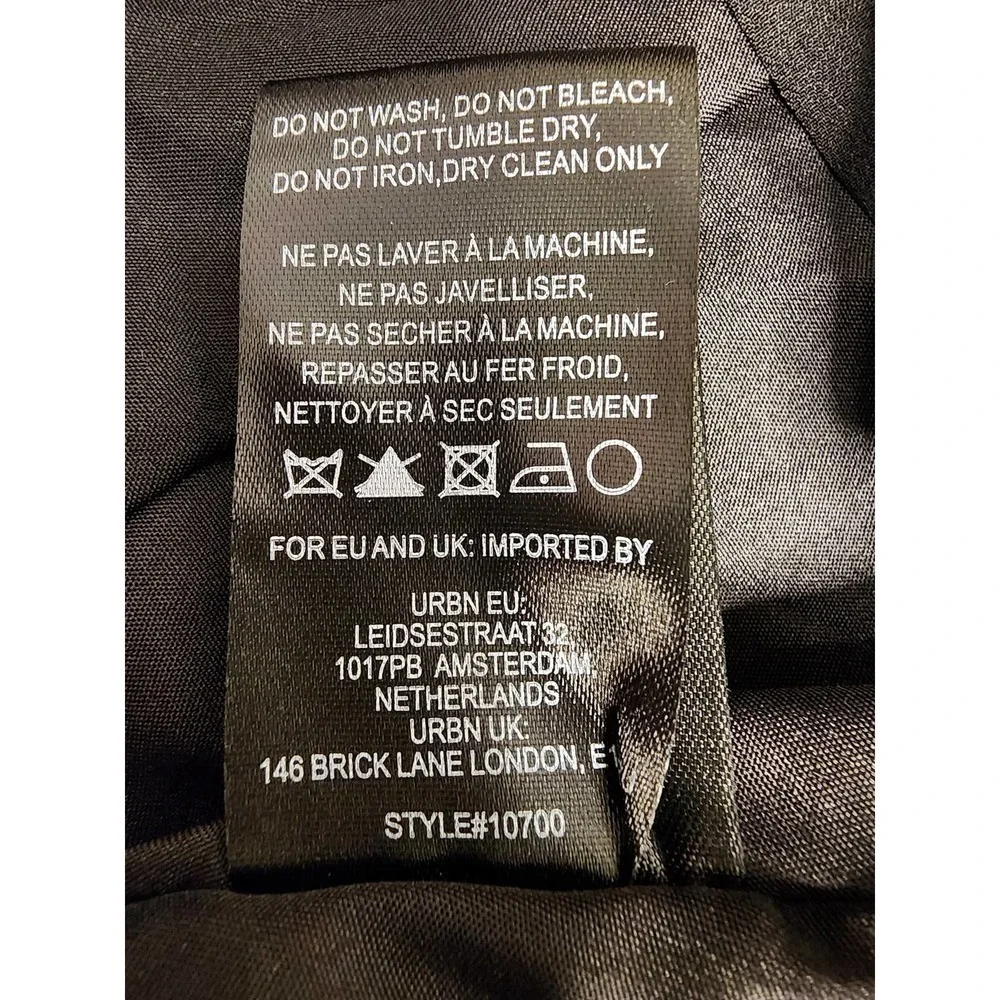 DO NOT WASH, DO NOT BLEACH,
DO NOT TUMBLE DRY,
DO NOT IRON,DRY CLEAN ONLY
NE PAS LAVER À LA MACHINE,
NE PAS JAVELLISER,
NE PAS SECHER À LA MACHINE,
REPASSER AU FER FROID,
NETTOYER À SEC SEULEMENT
FOR EU AND UK: IMPORTED BY
URBN EU:
LEIDSESTRAAT 32
1017PB AMSTERDAM,
NETHERLANDS
URBN UK:
146 BRICK LANE LONDON,
STYLE#10700